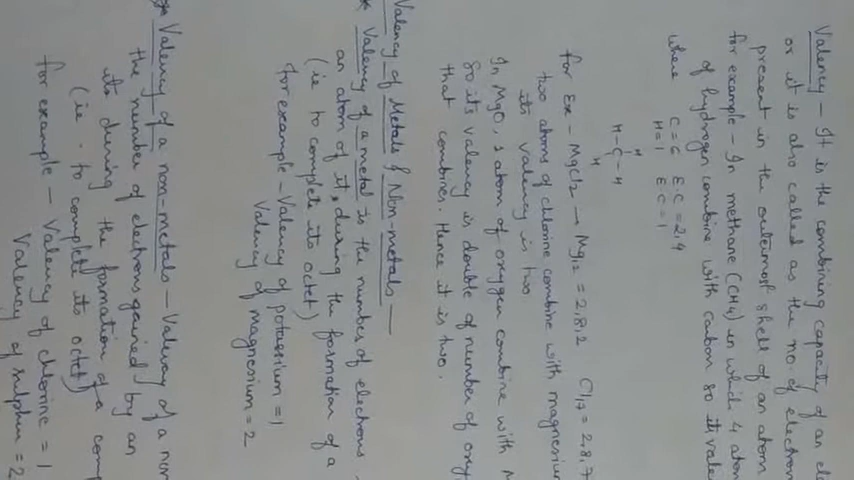 Valency - It is the combining capacity of an
or it is also called as the no. of electron
present in the outermost shell of an atom
for example - In methane (CH4) in which 4 atom
of hydrogen combine with carbon so its
where C=6 E.C=2,4
H=1 E.C=1
H
H-C-H
H
for Ex - MgCl2 → Mg12 = 2,8,2 Cl17 = 2,8,7
two atoms of chlorine combine with magnesium
its valency is two
In MgO, 1 atom of oxygen combine with
so its valency is double of number of
that combines. Hence it is two.
Valency of Metals & Non-metals -
* Valency of a metal is the number of electrons
an atom of it, during the formation of a
(ie to complete its octet)
for example - Valency of potassium = 1
Valency of magnesium = 2
* Valency of a non-metals - Valency of a non
the number of electrons gained by an
its during the formation of a
(ie. to complete its octet)
for example - Valency of chlorine = 1
Valency of sulphur = 2